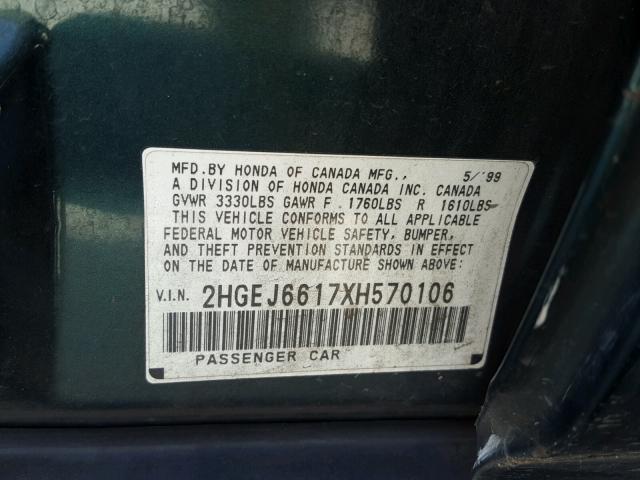 MFD.BY HONDA OF CANADA MFG., 5/'99
A DIVISION OF HONDA CANADA INC. CANADA
GVWR 3330LBS GAWR F 1760LBS R 1610LBS
THIS VEHICLE CONFORMS TO ALL APPLICABLE
FEDERAL MOTOR VEHICLE SAFETY, BUMPER,
AND THEFT PREVENTION STANDARDS IN EFFECT
ON THE DATE OF MANUFACTURE SHOWN ABOVE:
V.I.N. 2HGEJ6617XH570106
PASSENGER CAR